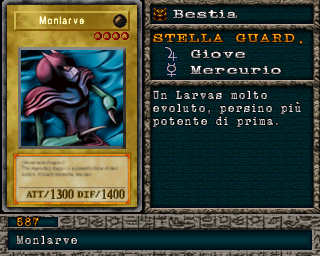 Monlarve
ATT/1300 DIF/1400
Bestia
STELLA GUARD.
Giove
Mercurio
Un Larvas molto
evoluto, persino più
potente di prima.
587
Monlarve